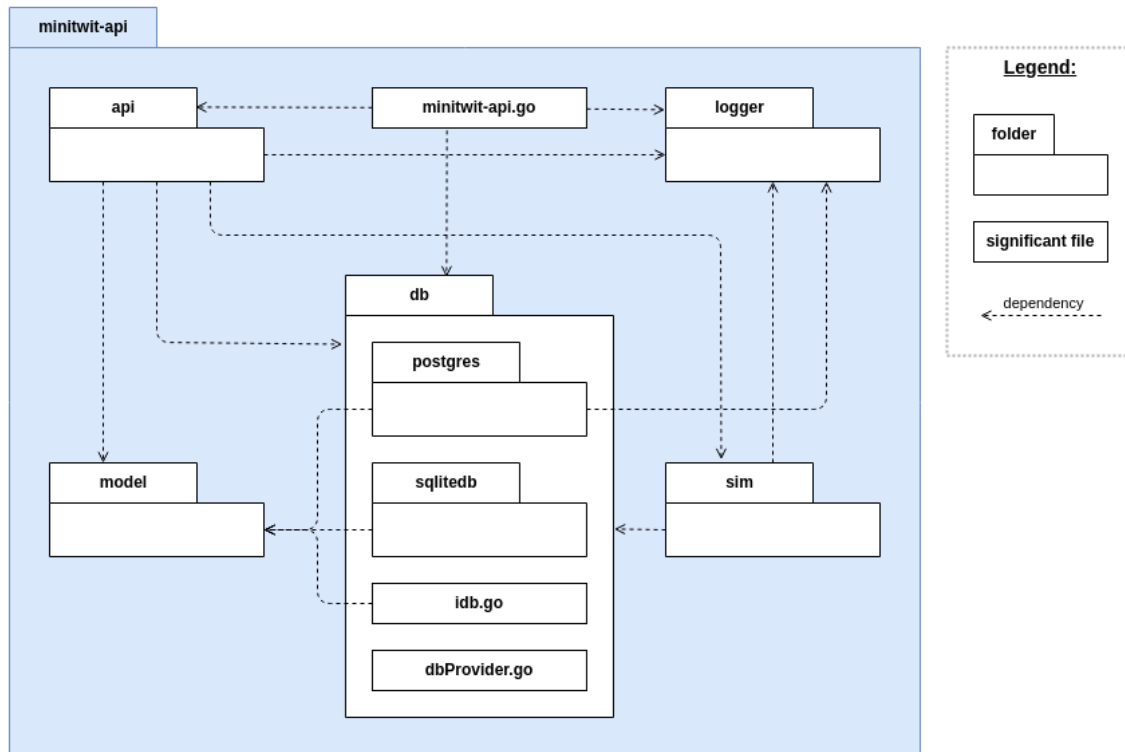 minitwit-api
Legend:
api
minitwit-api.go
logger
folder
significant file
dependency
db
postgres
model
sqlitedb
sim
idb.go
dbProvider.go